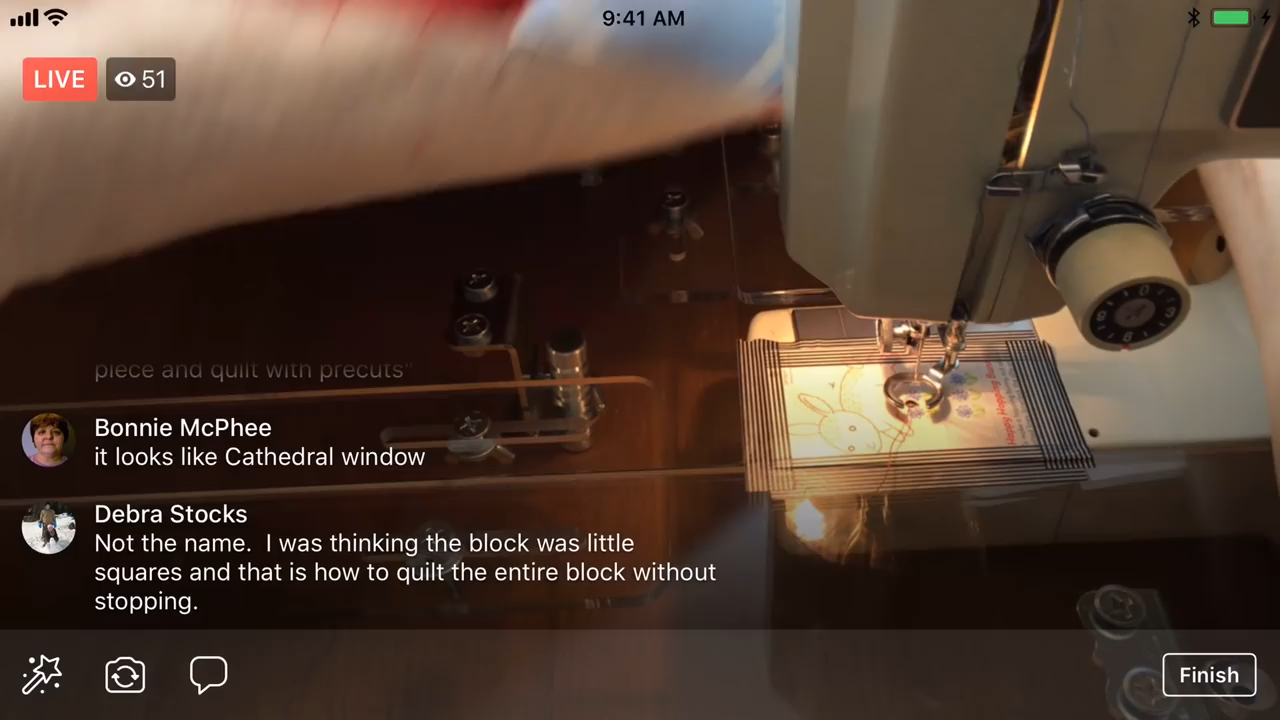 9:41 AM
LIVE
51
piece and quilt with precuts"
Bonnie McPhee
it looks like Cathedral window
Debra Stocks
Not the name.  I was thinking the block was little
squares and that is how to quilt the entire block without
stopping.
Happy Hopping
Finish